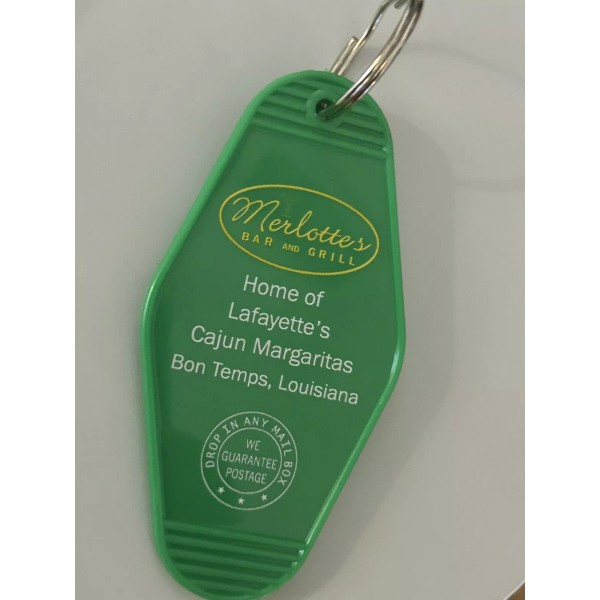 Merlotte's
BAR AND GRILL
Home of
Lafayette's
Cajun Margaritas
Bon Temps, Louisiana
DROP IN ANY MAIL BOX
WE
GUARANTEE
POSTAGE